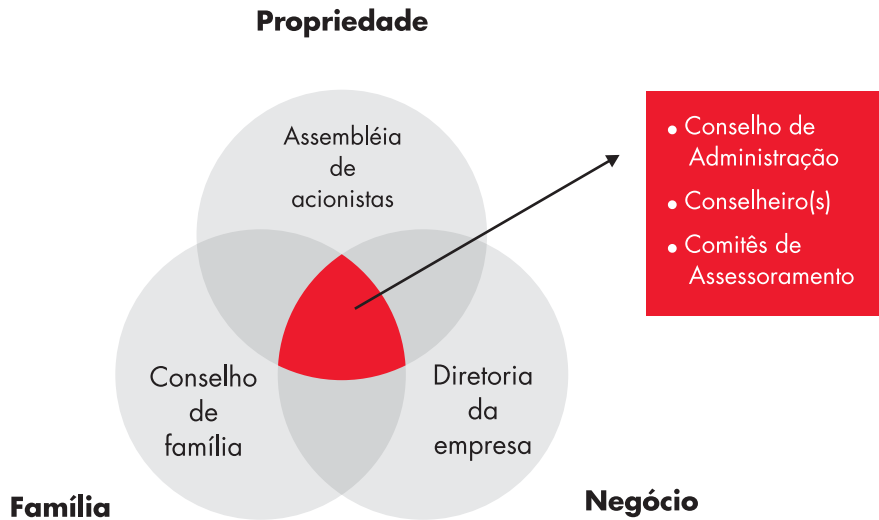 Propriedade
Assembléia
de
acionistas
• Conselho de
Administração
• Conselheiro(s)
• Comitês de
Assessoramento
Conselho
de
família
Diretoria
da
empresa
Família
Negócio